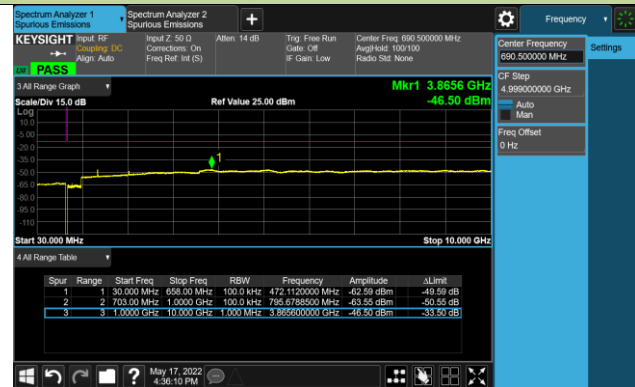 Spectrum Analyzer 1
Spurious Emissions
Spectrum Analyzer 2
Spurious Emissions
+
Frequency
KEYSIGHT
Input: RF
Coupling: DC
Align: Auto
Input Z: 50 Ω
Corrections: On
Freq Ref: Int (S)
Atten: 14 dB
Trig: Free Run
Gate: Off
IF Gain: Low
Center Freq: 690.500000 MHz
Avg|Hold: 100/100
Radio Std: None
PASS
Center Frequency
690.500000 MHz
Settings
CF Step
4.999000000 GHz
Auto
Man
Freq Offset
0 Hz
3 All Range Graph
Mkr1 3.8656 GHz
-46.50 dBm
Scale/Div 15.0 dB
Ref Value 25.00 dBm
Log
10.0
-5.00
-20.0
-35.0
-50.0
-65.0
-80.0
-95.0
-110
1
Start 30.000 MHz
Stop 10.000 GHz
4 All Range Table
Spur Range Start Freq Stop Freq RBW Frequency Amplitude ΔLimit
1 1 30.000 MHz 658.00 MHz 100.0 kHz 472.1120000 MHz -62.59 dBm -49.59 dB
2 2 703.00 MHz 1.0000 GHz 100.0 kHz 795.6788500 MHz -63.55 dBm -50.55 dB
3 3 1.0000 GHz 10.000 GHz 1.000 MHz 3.865600000 GHz -46.50 dBm -33.50 dB
?
May 17, 2022
4:36:10 PM